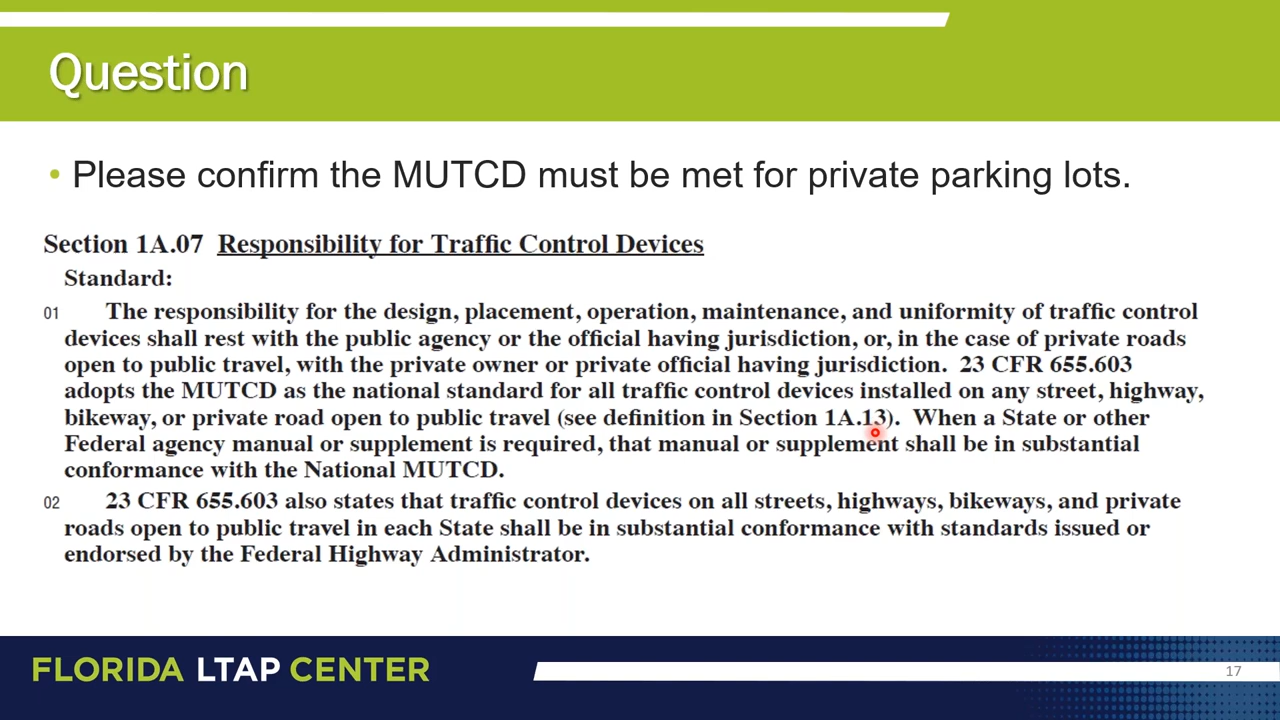 Question
• Please confirm the MUTCD must be met for private parking lots.
Section 1A.07 Responsibility for Traffic Control Devices
Standard:
01 The responsibility for the design, placement, operation, maintenance, and uniformity of traffic control
devices shall rest with the public agency or the official having jurisdiction, or, in the case of private roads
open to public travel, with the private owner or private official having jurisdiction. 23 CFR 655.603
adopts the MUTCD as the national standard for all traffic control devices installed on any street, highway,
bikeway, or private road open to public travel (see definition in Section 1A.13). When a State or other
Federal agency manual or supplement is required, that manual or supplement shall be in substantial
conformance with the National MUTCD.
02 23 CFR 655.603 also states that traffic control devices on all streets, highways, bikeways, and private
roads open to public travel in each State shall be in substantial conformance with standards issued or
endorsed by the Federal Highway Administrator.
FLORIDA LTAP CENTER
17